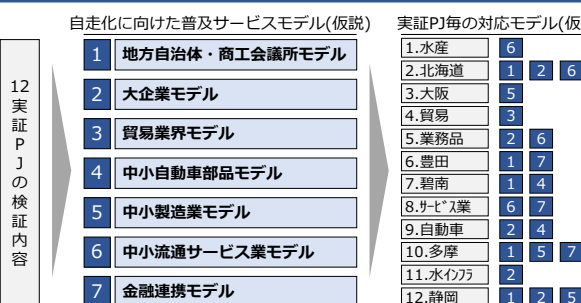 自走化に向けた普及サービスモデル(仮説)
実証PJ毎の対応モデル(仮
12実証PJの検証内容
1 地方自治体・商工会議所モデル
2 大企業モデル
3 貿易業界モデル
4 中小自動車部品モデル
5 中小製造業モデル
6 中小流通サービス業モデル
7 金融連携モデル
1.水産 6
2.北海道 1 2 6
3.大阪 5
4.貿易 3
5.業務品 2 6
6.豊田 1 7
7.碧南 1 4
8.ｻｰﾋﾞｽ業 6 7
9.自動車 2 4
10.多摩 1 5 7
11.水ｲﾝﾌﾗ 2
12.静岡 1 2 5